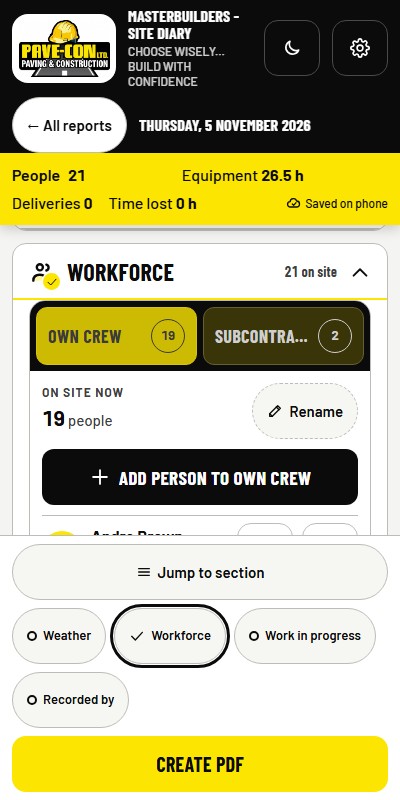 PAVE-CON LTD.
PAVING & CONSTRUCTION
MASTERBUILDERS -
SITE DIARY
CHOOSE WISELY...
BUILD WITH
CONFIDENCE
← All reports
THURSDAY, 5 NOVEMBER 2026
People 21
Equipment 26.5 h
Deliveries 0
Time lost 0 h
Saved on phone
WORKFORCE
21 on site
OWN CREW
19
SUBCONTRA...
2
ON SITE NOW
19 people
Rename
ADD PERSON TO OWN CREW
Andre Brown
Jump to section
Weather
Workforce
Work in progress
Recorded by
CREATE PDF